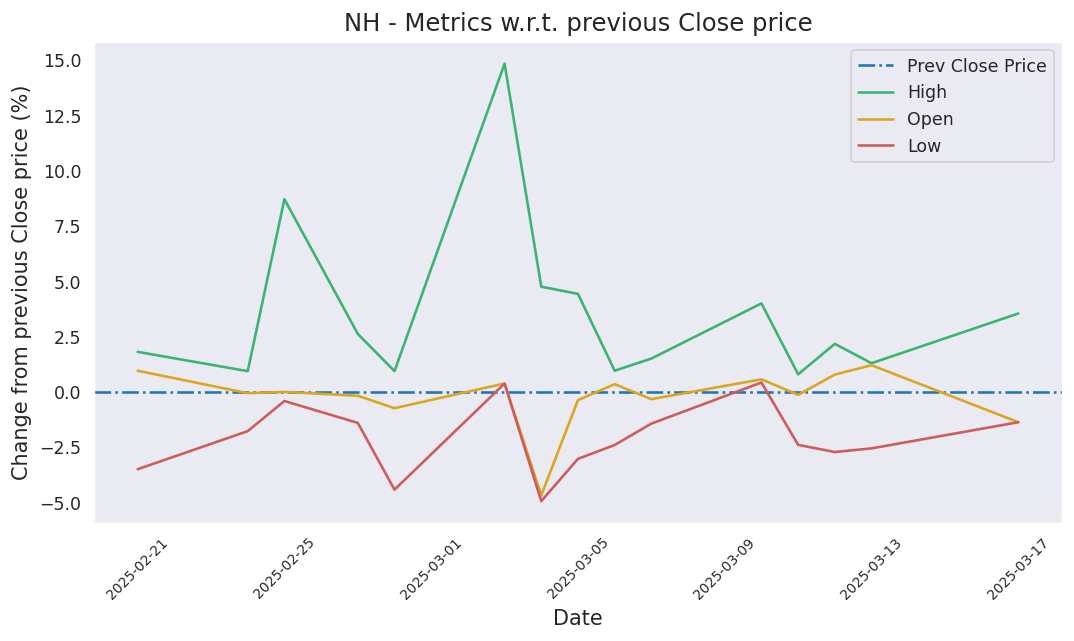 NH - Metrics w.r.t. previous Close price
Change from previous Close price (%)
15.0
12.5
10.0
7.5
5.0
2.5
0.0
−2.5
−5.0
Prev Close Price
High
Open
Low
2025-02-21
2025-02-25
2025-03-01
2025-03-05
2025-03-09
2025-03-13
2025-03-17
Date